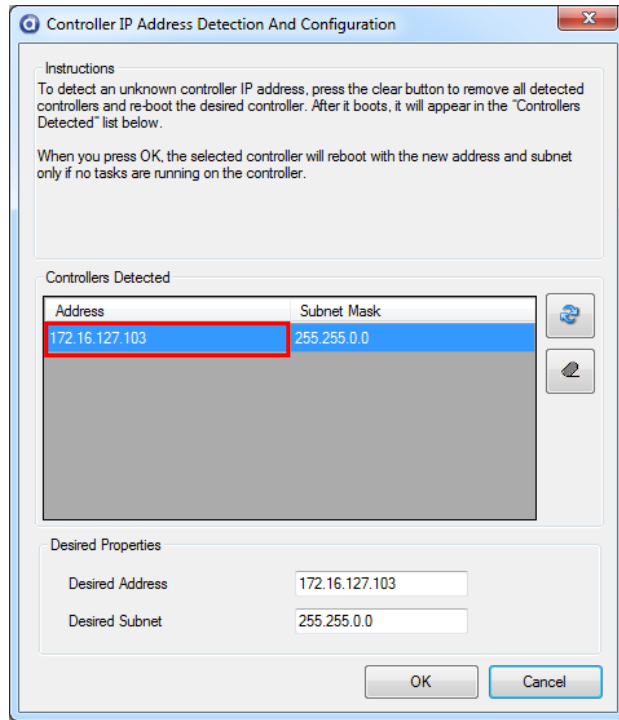 Controller IP Address Detection And Configuration
Instructions
To detect an unknown controller IP address, press the clear button to remove all detected
controllers and re-boot the desired controller. After it boots, it will appear in the "Controllers
Detected" list below.
When you press OK, the selected controller will reboot with the new address and subnet
only if no tasks are running on the controller.
Controllers Detected
Address Subnet Mask
172.16.127.103 255.255.0.0
Desired Properties
Desired Address 172.16.127.103
Desired Subnet 255.255.0.0
OK Cancel